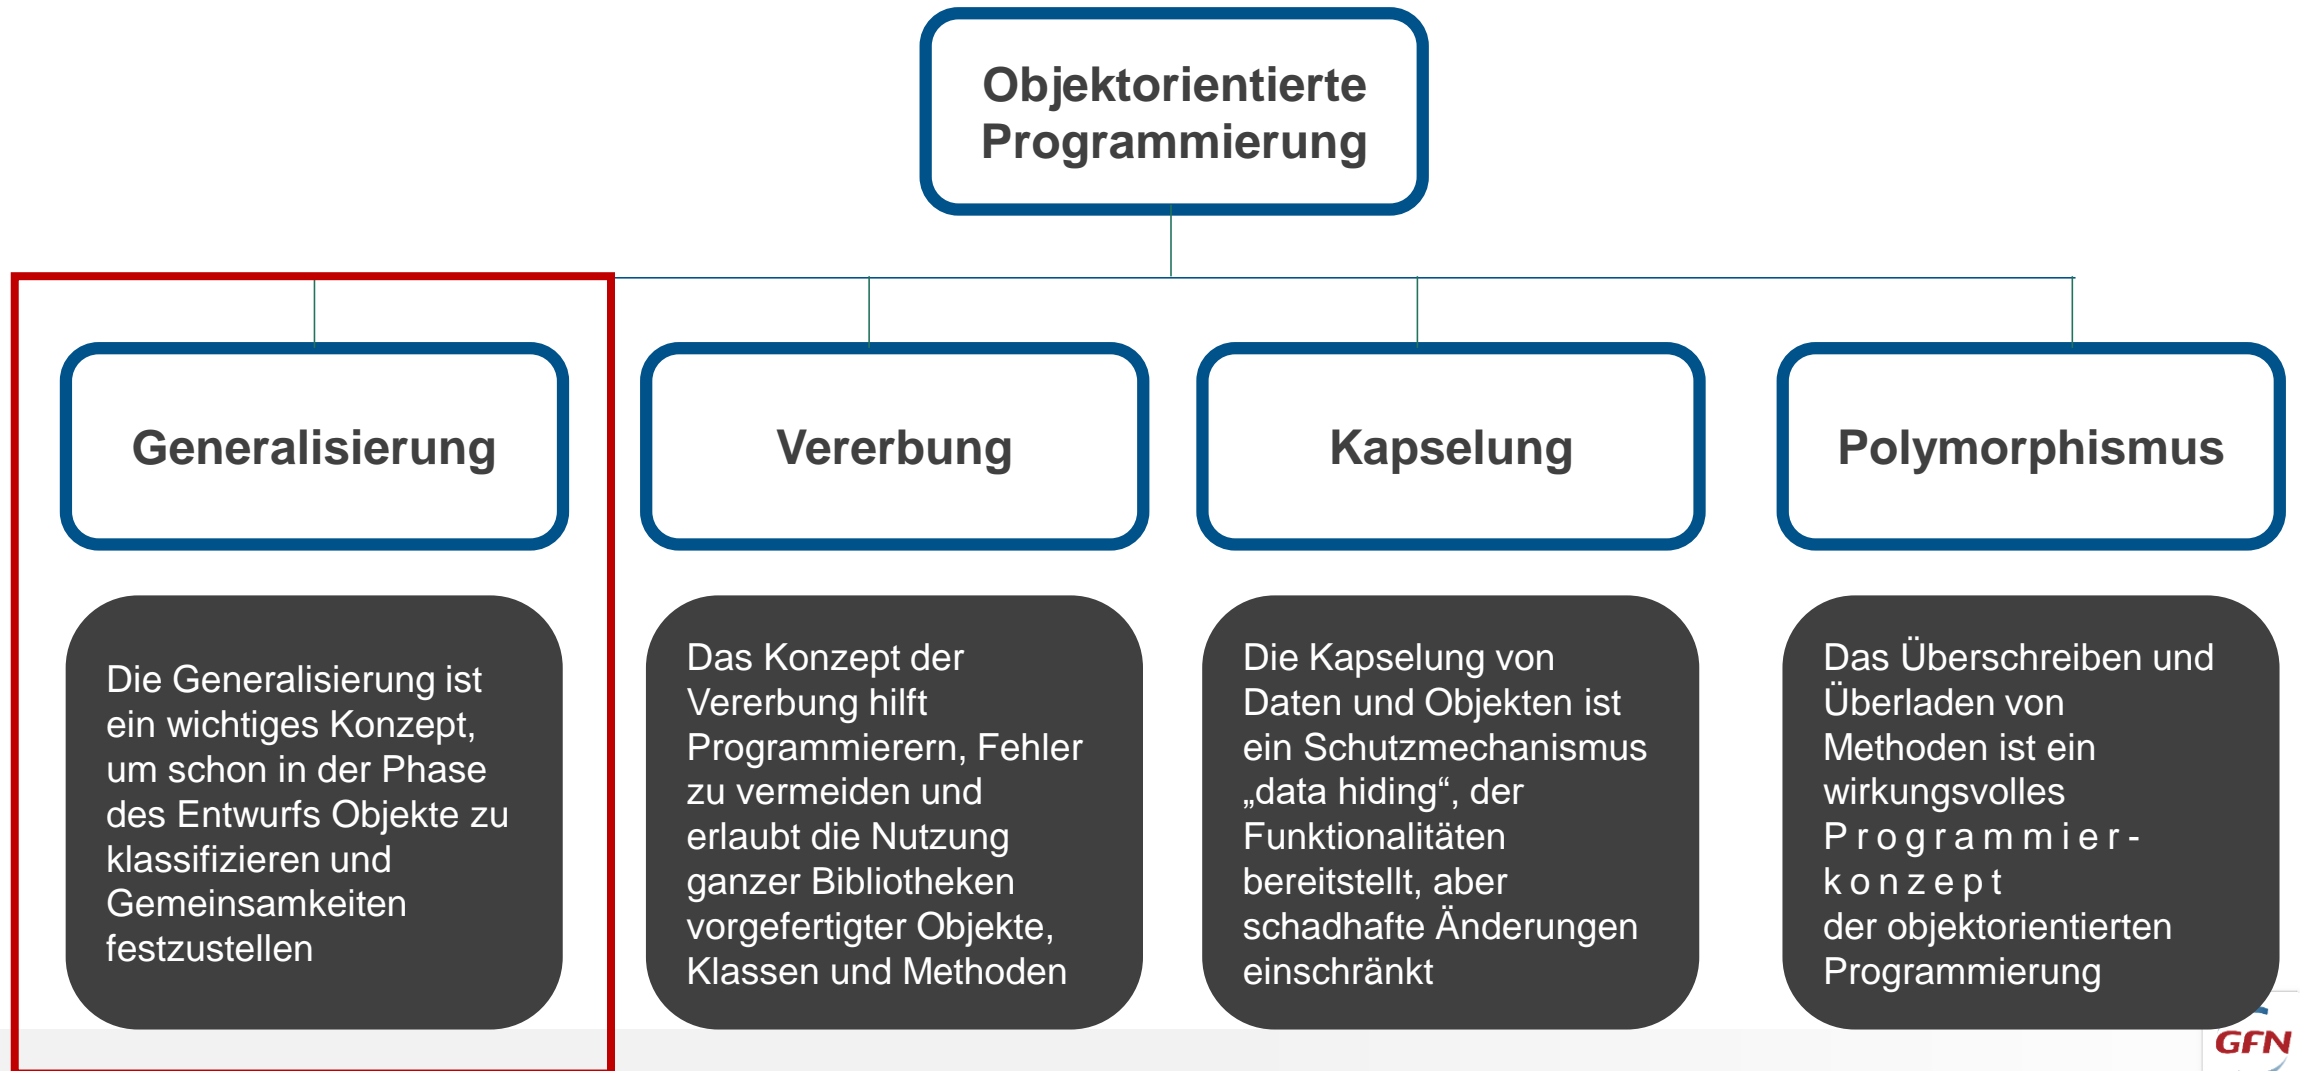 Objektorientierte
Programmierung
Generalisierung
Vererbung
Kapselung
Polymorphismus
Die Generalisierung ist
ein wichtiges Konzept,
um schon in der Phase
des Entwurfs Objekte zu
klassifizieren und
Gemeinsamkeiten
festzustellen
Das Konzept der
Vererbung hilft
Programmierern, Fehler
zu vermeiden und
erlaubt die Nutzung
ganzer Bibliotheken
vorgefertigter Objekte,
Klassen und Methoden
Die Kapselung von
Daten und Objekten ist
ein Schutzmechanismus
„data hiding“, der
Funktionalitäten
bereitstellt, aber
schadhafte Änderungen
einschränkt
Das Überschreiben und
Überladen von
Methoden ist ein
wirkungsvolles
P r o g r a m m i e r -
k o n z e p t
der objektorientierten
Programmierung
GFN